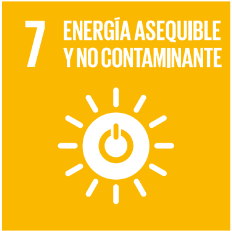 7 ENERGÍA ASEQUIBLE
Y NO CONTAMINANTE